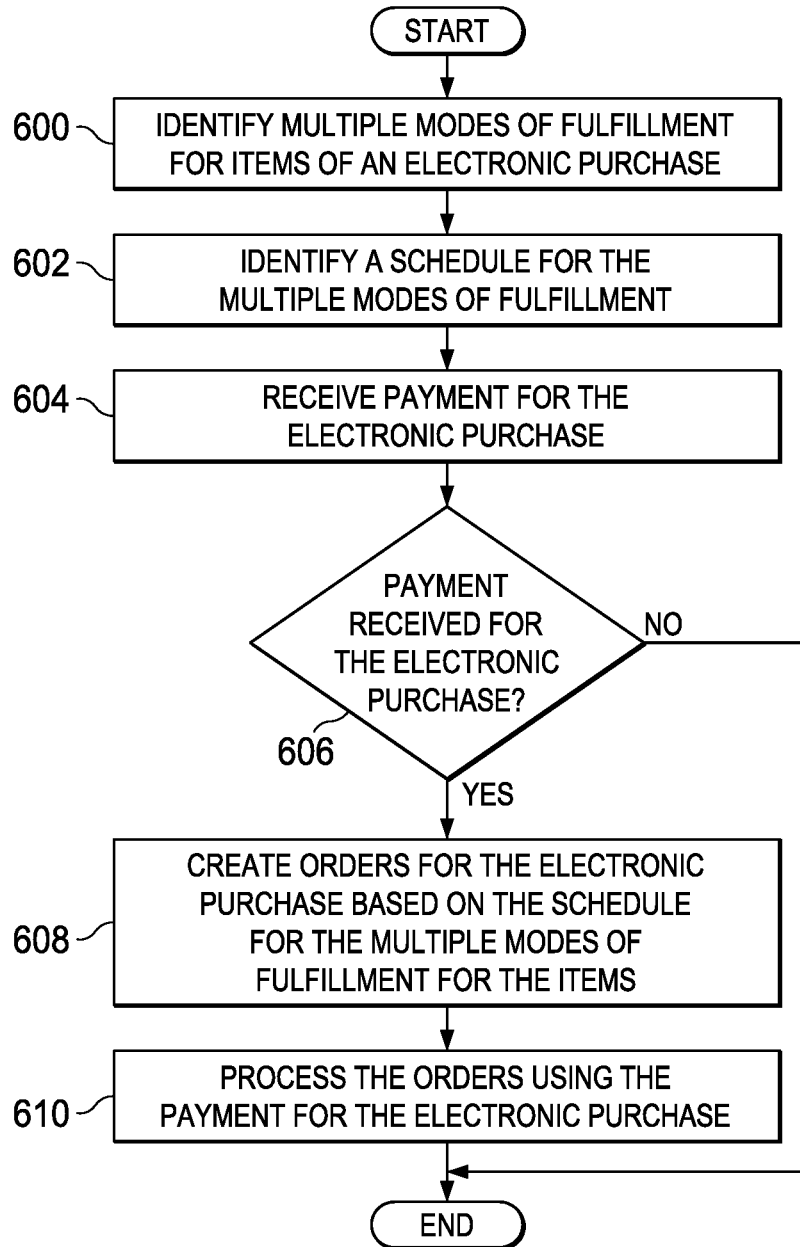 START
600
IDENTIFY MULTIPLE MODES OF FULFILLMENT
FOR ITEMS OF AN ELECTRONIC PURCHASE
602
IDENTIFY A SCHEDULE FOR THE
MULTIPLE MODES OF FULFILLMENT
604
RECEIVE PAYMENT FOR THE
ELECTRONIC PURCHASE
PAYMENT
RECEIVED FOR
THE ELECTRONIC
PURCHASE?
NO
606
YES
608
CREATE ORDERS FOR THE ELECTRONIC
PURCHASE BASED ON THE SCHEDULE
FOR THE MULTIPLE MODES OF
FULFILLMENT FOR THE ITEMS
610
PROCESS THE ORDERS USING THE
PAYMENT FOR THE ELECTRONIC PURCHASE
END